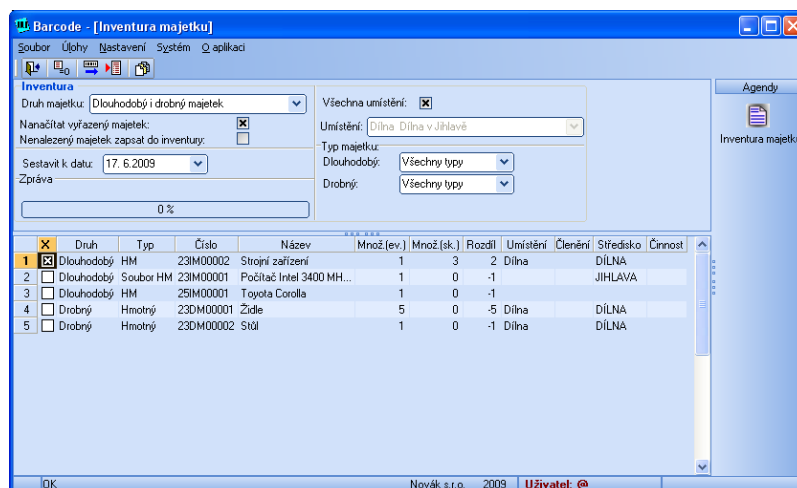 Barcode - [Inventura majetku]
Soubor Úlohy Nastavení Systém O aplikaci
Inventura
Druh majetku: Dlouhodobý i drobný majetek
Nanačítat vyřazený majetek:
Nenalezený majetek zapsat do inventury:
Sestavit k datu: 17. 6.2009
Zpráva
0 %
Všechna umístění:
Umístění: Dílna Dílna v Jihlavě
Typ majetku:
Dlouhodobý: Všechny typy
Drobný: Všechny typy
Agendy
Inventura majetku
X Druh Typ Číslo Název Množ.(ev.) Množ.(sk.) Rozdíl Umístění Členění Středisko Činnost
1 Dlouhodobý HM 23IM00002 Strojní zařízení 1 3 2 Dílna DÍLNA
2 Dlouhodobý Soubor HM 23IM00001 Počítač Intel 3400 MH... 1 0 -1 JIHLAVA
3 Dlouhodobý HM 25IM00001 Toyota Corolla 1 0 -1
4 Drobný Hmotný 23DM00001 Židle 5 0 -5 Dílna DÍLNA
5 Drobný Hmotný 23DM00002 Stůl 1 0 -1 Dílna DÍLNA
OK Novák s.r.o. 2009 Uživatel: @